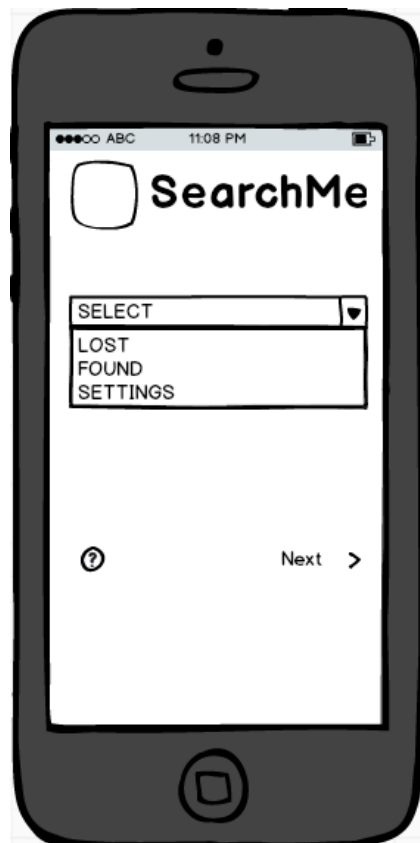 ABC 11:08 PM
SearchMe
SELECT
LOST
FOUND
SETTINGS
? Next >